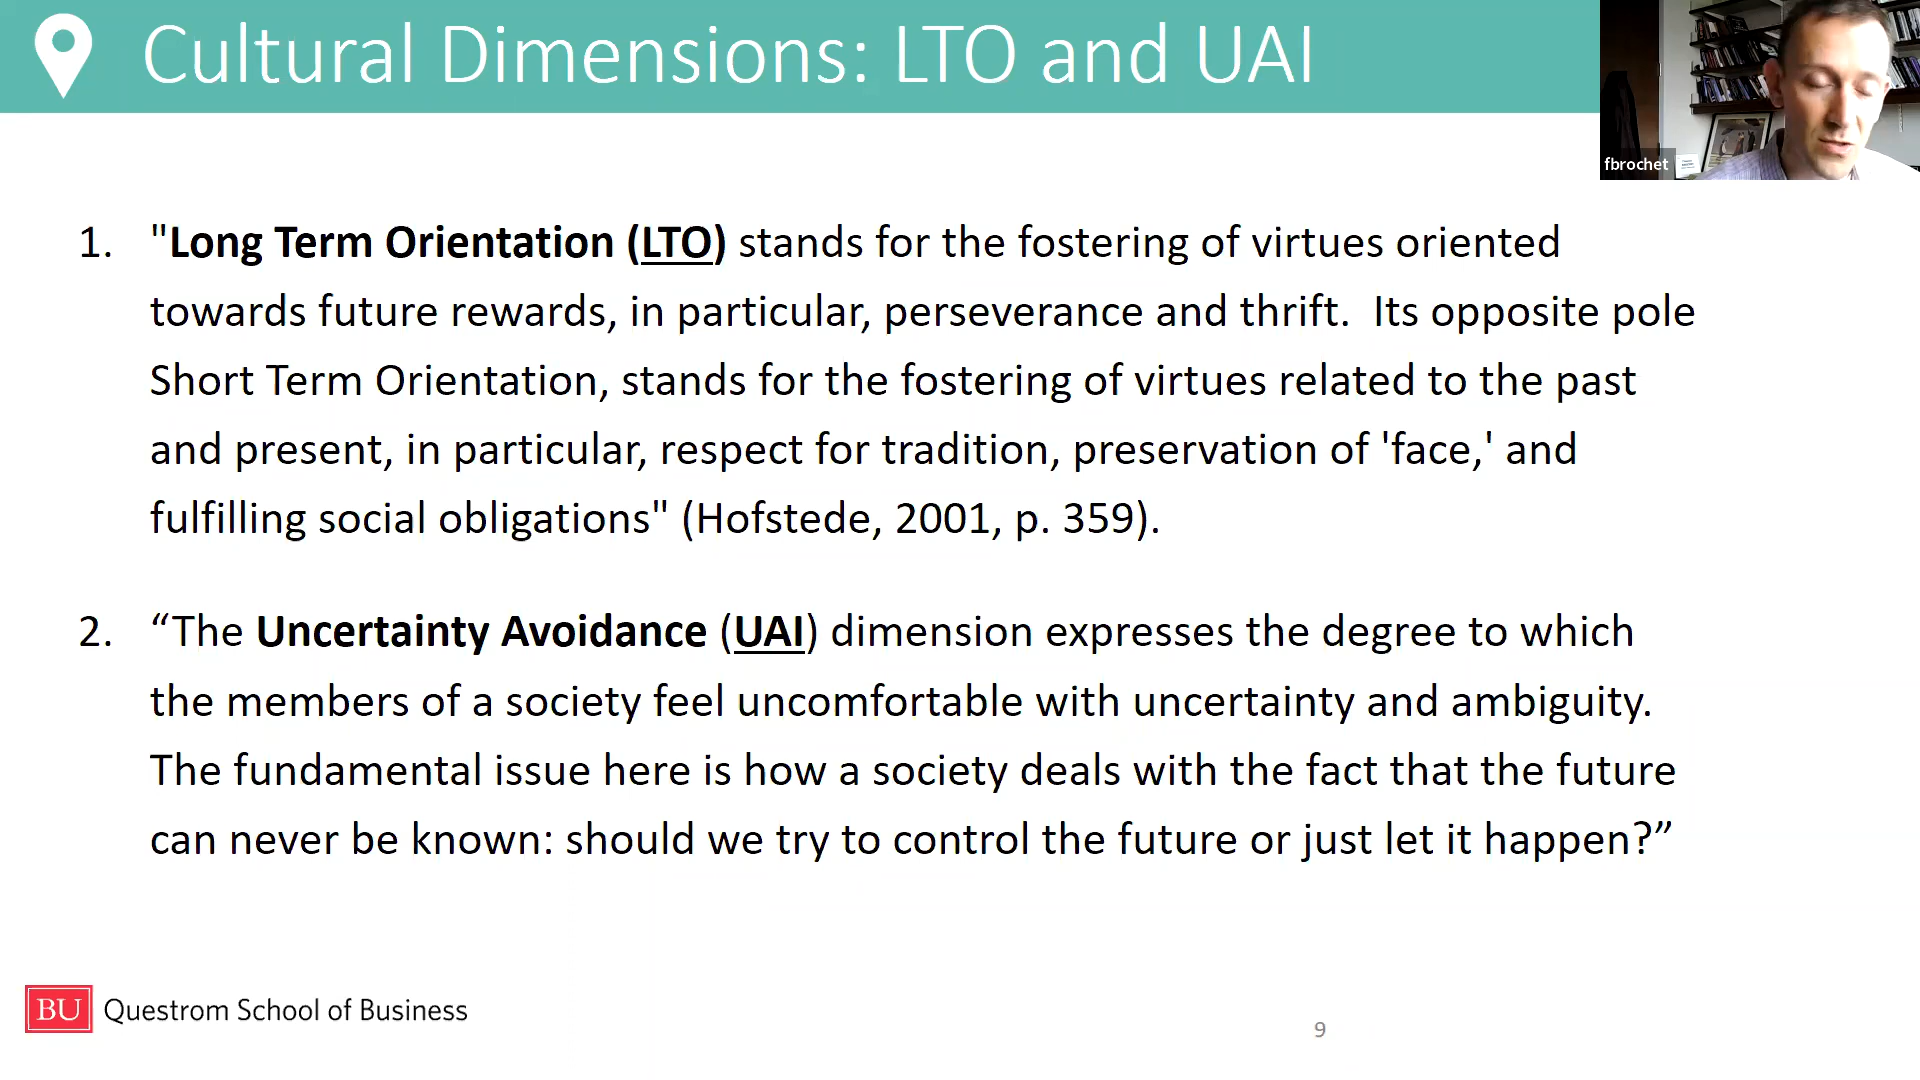 Cultural Dimensions: LTO and UAI
fbrochet
1. "Long Term Orientation (LTO) stands for the fostering of virtues oriented
towards future rewards, in particular, perseverance and thrift.  Its opposite pole
Short Term Orientation, stands for the fostering of virtues related to the past
and present, in particular, respect for tradition, preservation of 'face,' and
fulfilling social obligations" (Hofstede, 2001, p. 359).
2. “The Uncertainty Avoidance (UAI) dimension expresses the degree to which
the members of a society feel uncomfortable with uncertainty and ambiguity.
The fundamental issue here is how a society deals with the fact that the future
can never be known: should we try to control the future or just let it happen?”
BU Questrom School of Business
9